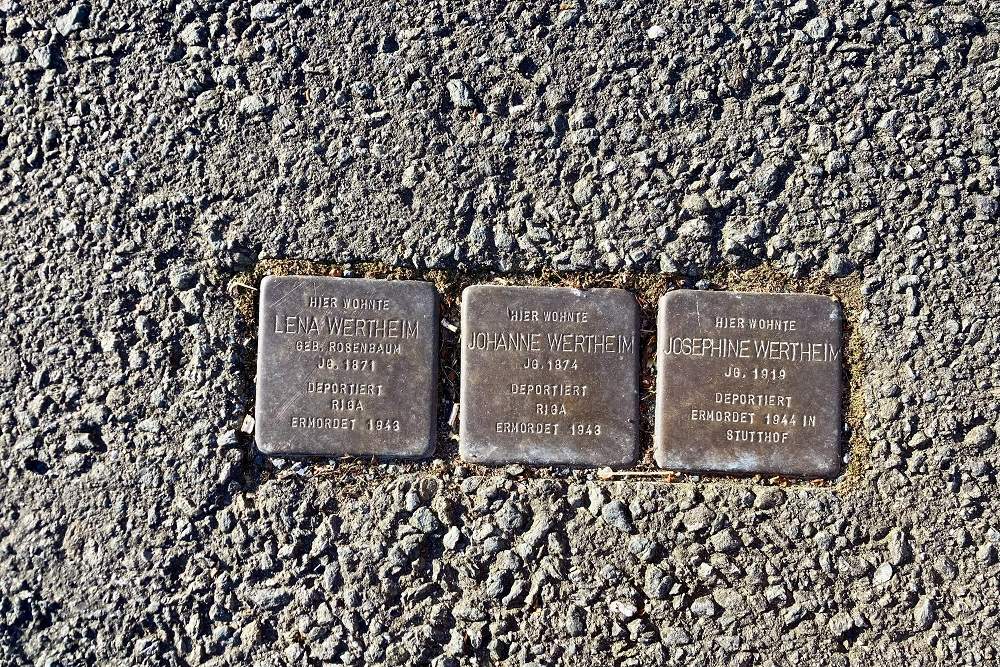 HIER WOHNTE
LENA WERTHEIM
GEB. ROSENBAUM
JG. 1871
DEPORTIERT
RIGA
ERMORDET 1943
HIER WOHNTE
JOHANNE WERTHEIM
JG. 1874
DEPORTIERT
RIGA
ERMORDET 1943
HIER WOHNTE
JOSEPHINE WERTHEIM
JG. 1919
DEPORTIERT
ERMORDET 1944 IN
STUTTHOF